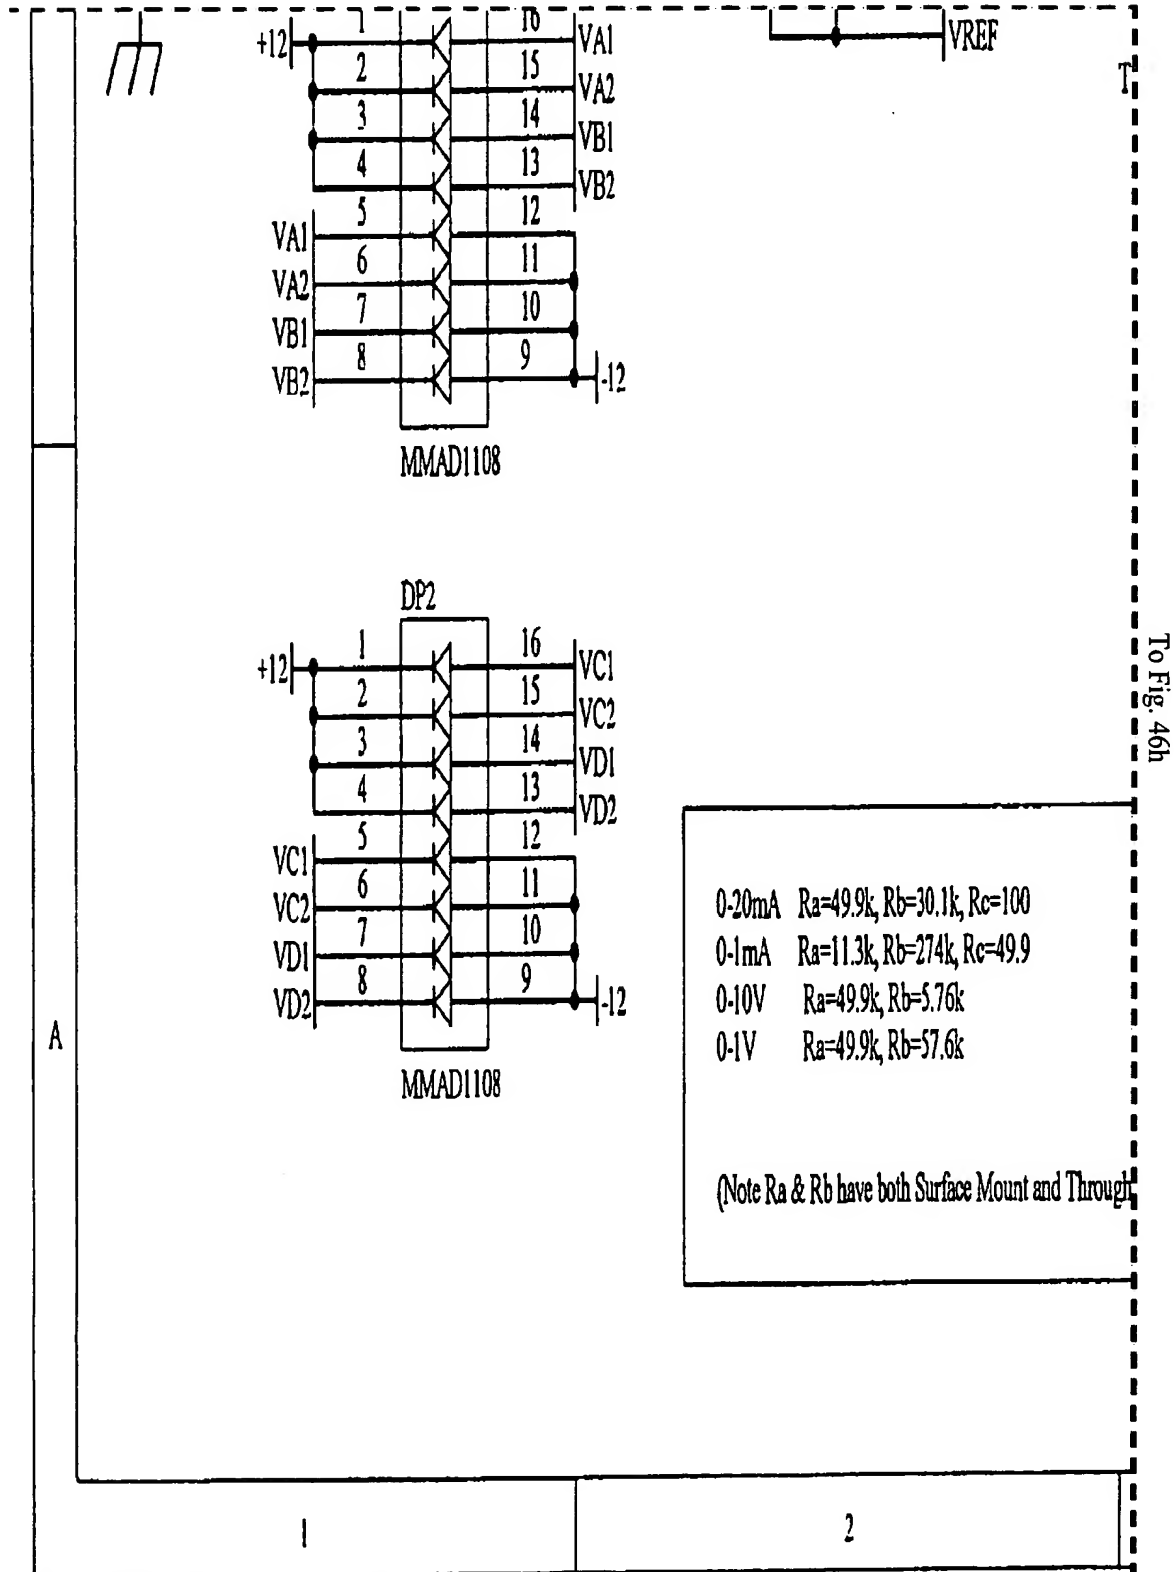 1 16
+12 VA1 VREF
2 15
VA2 T
3 14
VB1
4 13
VB2
5 12
VA1
6 11
VA2
7 10
VB1
8 9
VB2 -12
MMAD1108
DP2
1 16
+12 VC1
2 15
VC2
3 14
VD1
4 13
VD2
5 12
VC1
6 11
VC2
7 10
VD1
8 9
VD2 -12
MMAD1108
To Fig. 46h
0-20mA Ra=49.9k, Rb=30.1k, Rc=100
0-1mA Ra=11.3k, Rb=274k, Rc=49.9
0-10V Ra=49.9k, Rb=5.76k
0-1V Ra=49.9k, Rb=57.6k
(Note Ra & Rb have both Surface Mount and Through
A
1 2